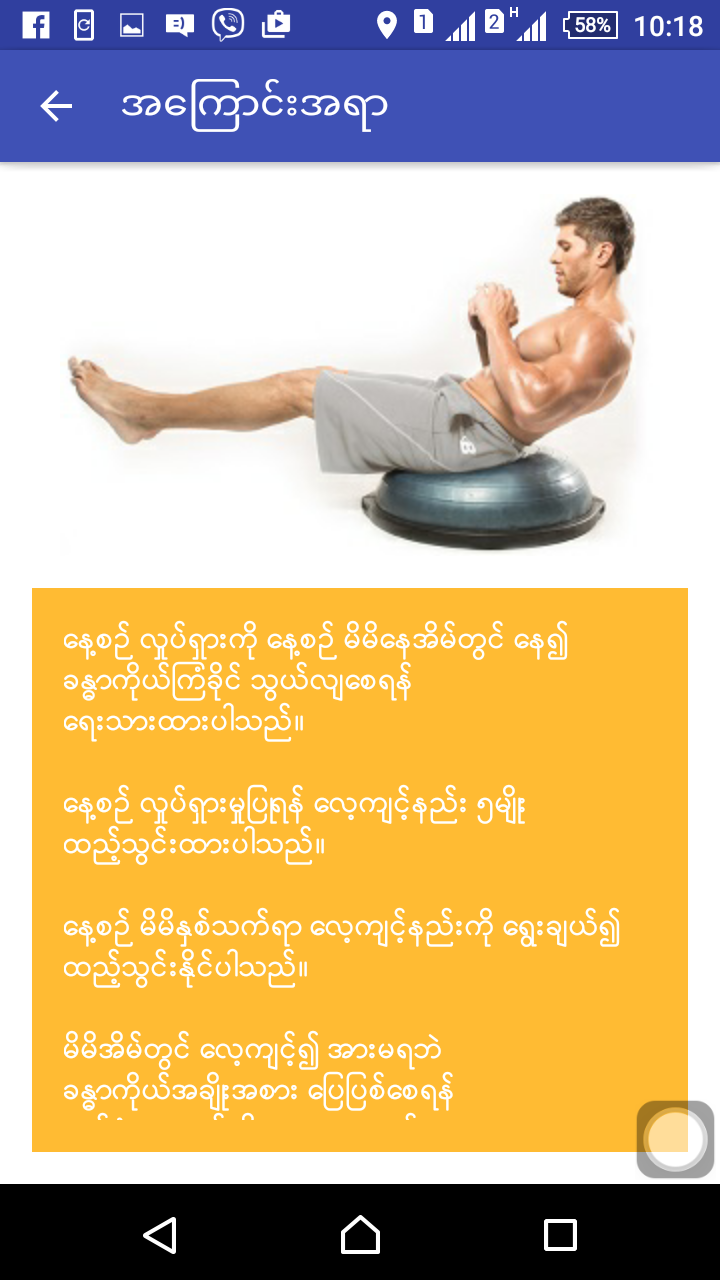 1
2
H
58%
10:18
အကြောင်းအရာ
နေ့စဉ် လှုပ်ရှားကို နေ့စဉ် မိမိနေအိမ်တွင် နေ၍
ခန္ဓာကိုယ်ကြံ့ခိုင် သွယ်လျစေရန်
ရေးသားထားပါသည်။
နေ့စဉ် လှုပ်ရှားမှုပြုရန် လေ့ကျင့်နည်း ၅မျိုး
ထည့်သွင်းထားပါသည်။
နေ့စဉ် မိမိနှစ်သက်ရာ လေ့ကျင့်နည်းကို ရွေးချယ်၍
ထည့်သွင်းနိုင်ပါသည်။
မိမိအိမ်တွင် လေ့ကျင့်၍ အားမရဘဲ
ခန္ဓာကိုယ်အချိုးအစား ပြေပြစ်စေရန်